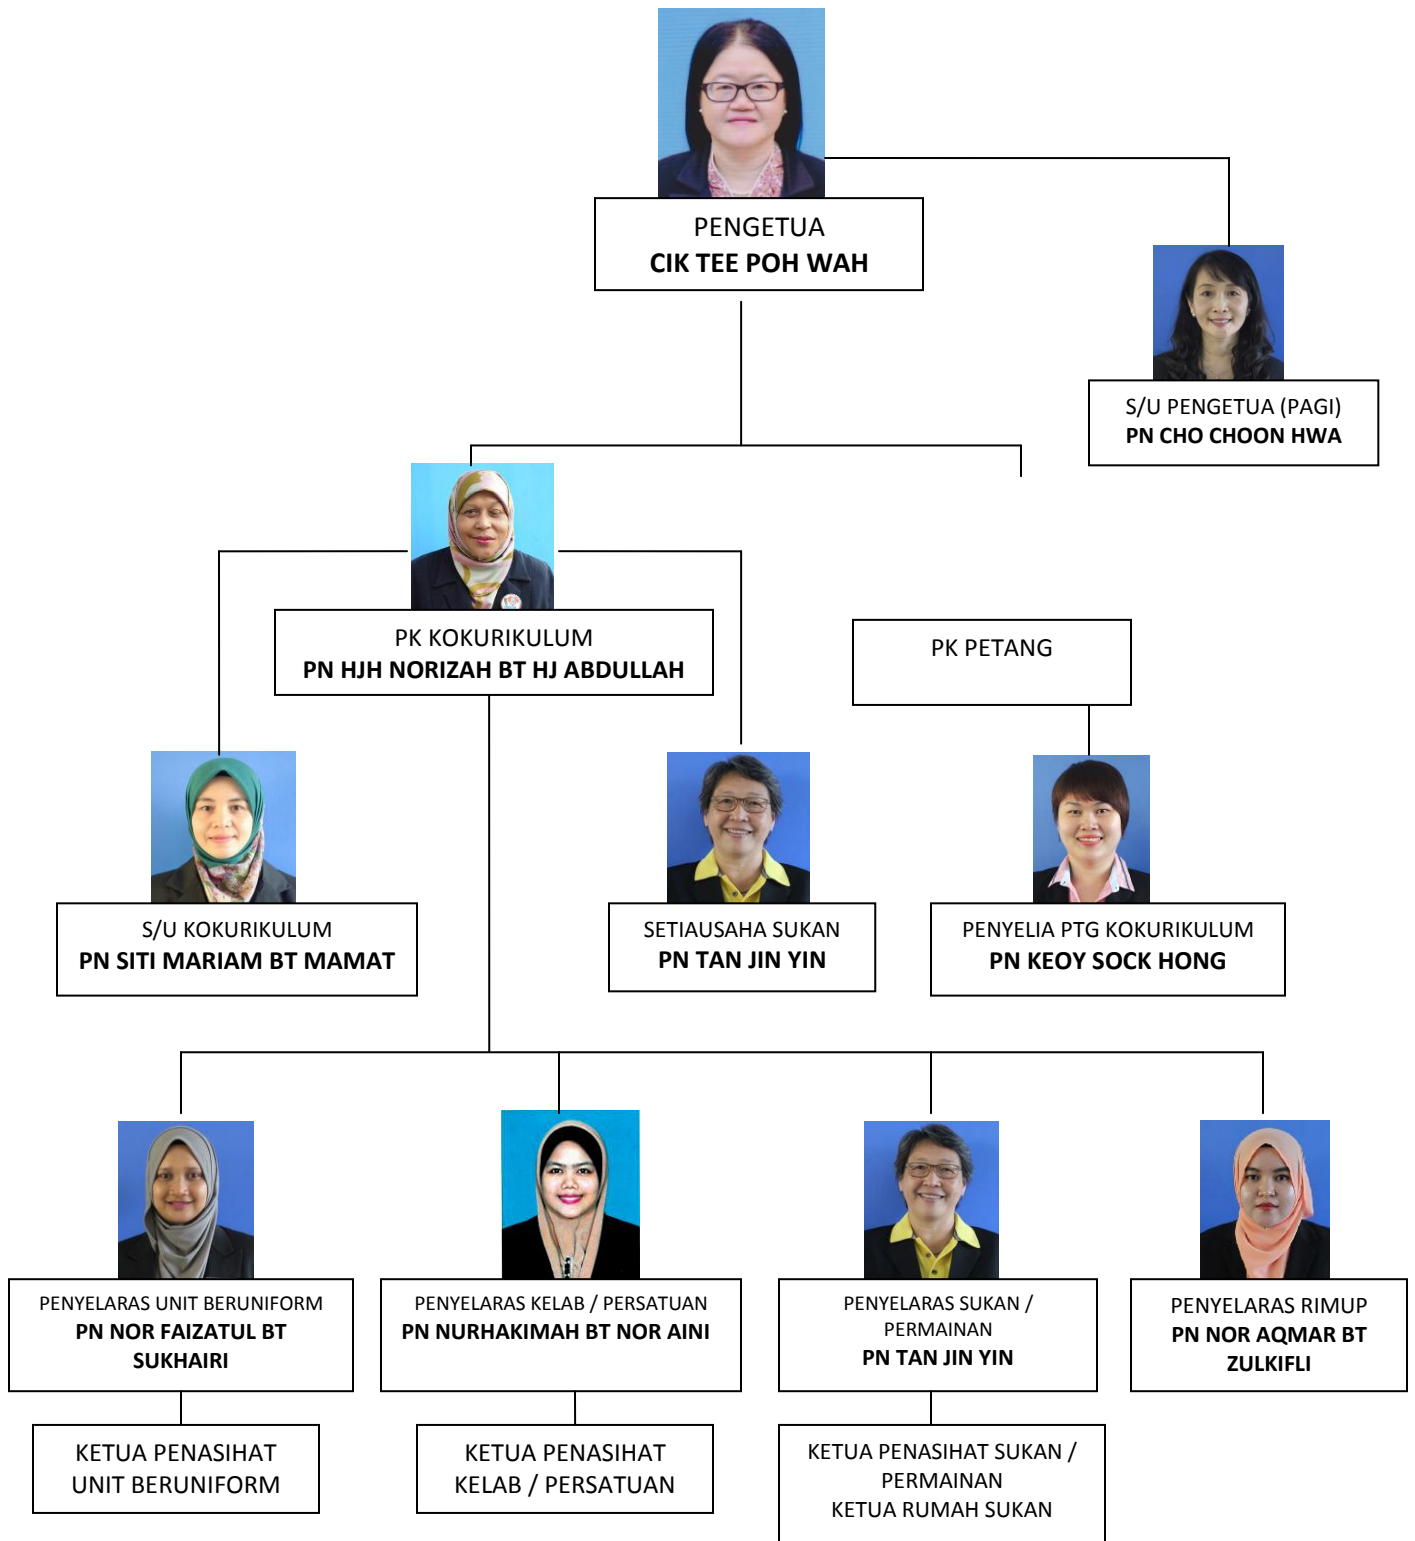 PENGETUA
CIK TEE POH WAH
S/U PENGETUA (PAGI)
PN CHO CHOON HWA
PK KOKURIKULUM
PN HJH NORIZAH BT HJ ABDULLAH
PK PETANG
S/U KOKURIKULUM
PN SITI MARIAM BT MAMAT
SETIAUSAHA SUKAN
PN TAN JIN YIN
PENYELIA PTG KOKURIKULUM
PN KEOY SOCK HONG
PENYELARAS UNIT BERUNIFORM
PN NOR FAIZATUL BT
SUKHAIRI
PENYELARAS KELAB / PERSATUAN
PN NURHAKIMAH BT NOR AINI
PENYELARAS SUKAN /
PERMAINAN
PN TAN JIN YIN
PENYELARAS RIMUP
PN NOR AQMAR BT
ZULKIFLI
KETUA PENASIHAT
UNIT BERUNIFORM
KETUA PENASIHAT
KELAB / PERSATUAN
KETUA PENASIHAT SUKAN /
PERMAINAN
KETUA RUMAH SUKAN